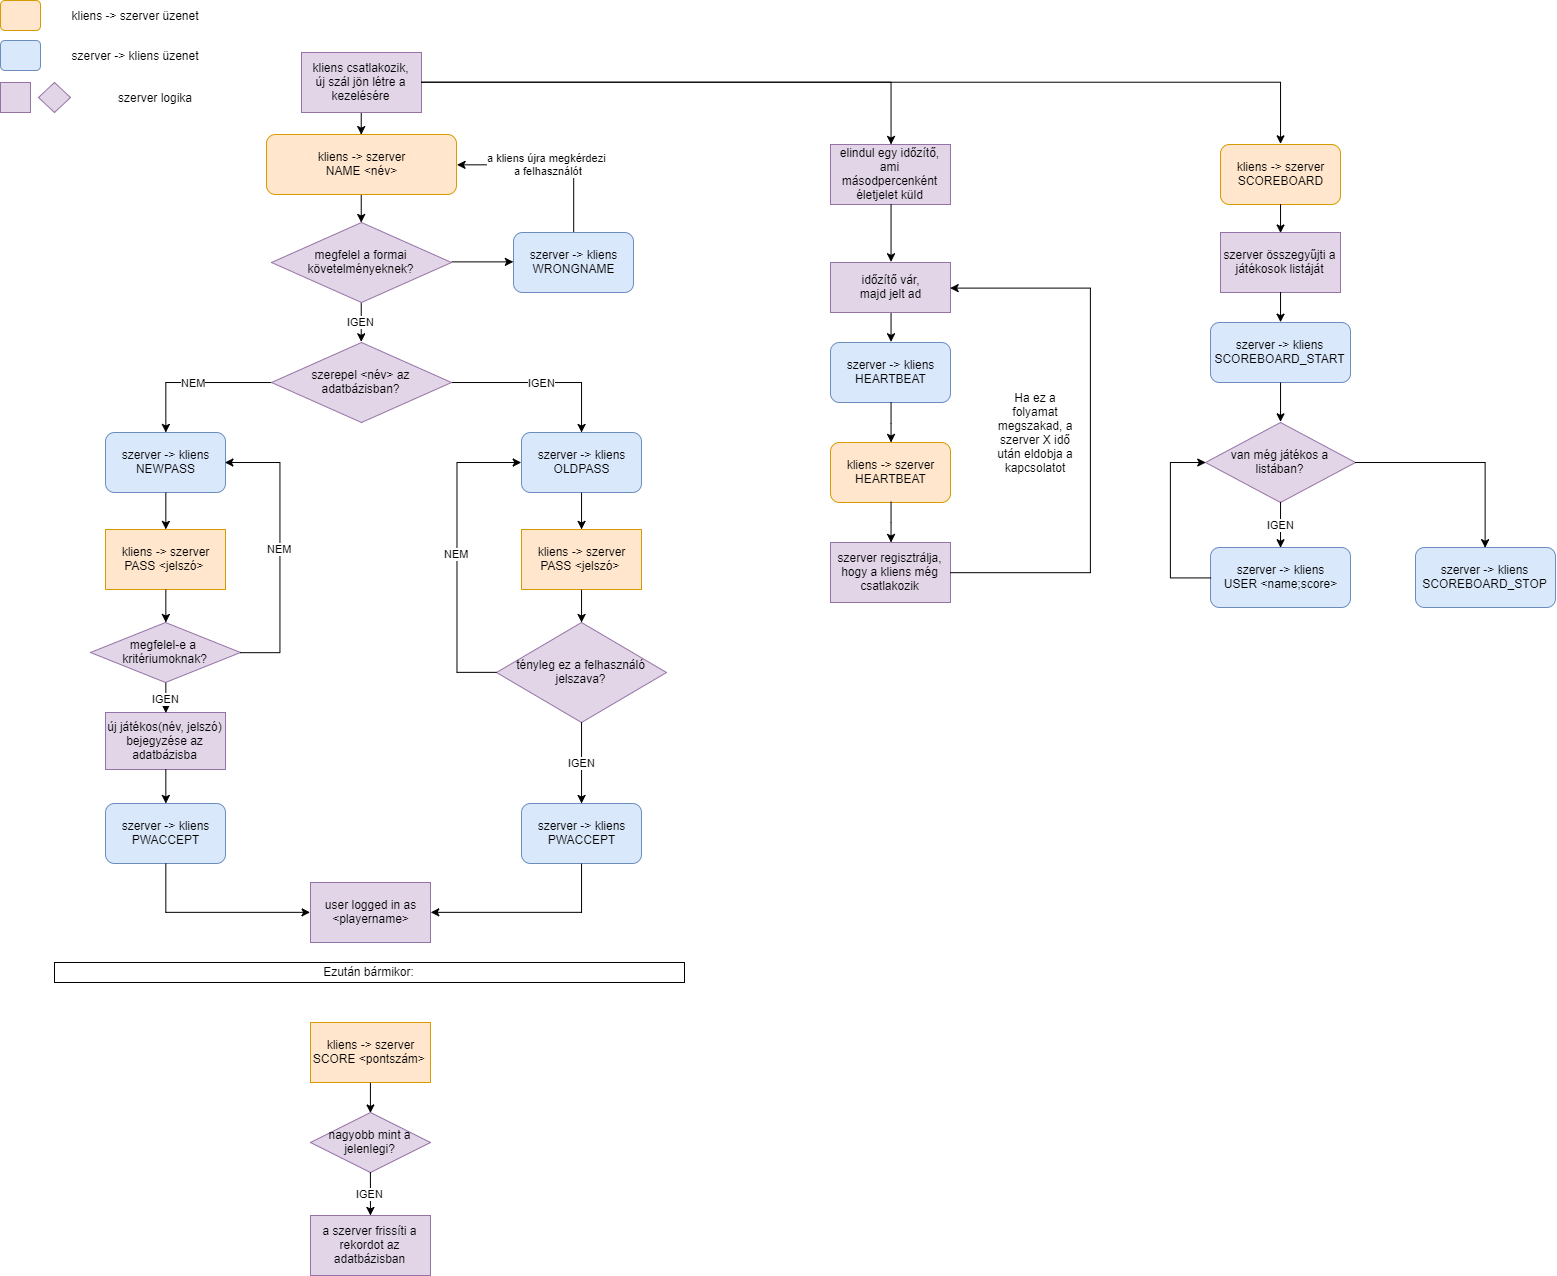 kliens -> szerver üzenet
szerver -> kliens üzenet
szerver logika
kliens csatlakozik,
új szál jön létre a
kezelésére
kliens -> szerver
NAME <név>
a kliens újra megkérdezi
a felhasználót
megfelel a formai
követelményeknek?
szerver -> kliens
WRONGNAME
IGEN
szerepel <név> az
adatbázisban?
NEM
IGEN
szerver -> kliens
NEWPASS
szerver -> kliens
OLDPASS
kliens -> szerver
PASS <jelszó>
NEM
NEM
kliens -> szerver
PASS <jelszó>
megfelel-e a
kritériumoknak?
tényleg ez a felhasználó
jelszava?
IGEN
új játékos(név, jelszó)
bejegyzése az
adatbázisba
IGEN
szerver -> kliens
PWACCEPT
szerver -> kliens
PWACCEPT
user logged in as
<playername>
Ezután bármikor:
kliens -> szerver
SCORE <pontszám>
nagyobb mint a
jelenlegi?
IGEN
a szerver frissíti a
rekordot az
adatbázisban
elindul egy időzítő,
ami
másodpercenként
életjelet küld
időzítő vár,
majd jelt ad
szerver -> kliens
HEARTBEAT
kliens -> szerver
HEARTBEAT
szerver regisztrálja,
hogy a kliens még
csatlakozik
Ha ez a
folyamat
megszakad, a
szerver X idő
után eldobja a
kapcsolatot
kliens -> szerver
SCOREBOARD
szerver összegyűjti a
játékosok listáját
szerver -> kliens
SCOREBOARD_START
van még játékos a
listában?
IGEN
szerver -> kliens
USER <name;score>
szerver -> kliens
SCOREBOARD_STOP